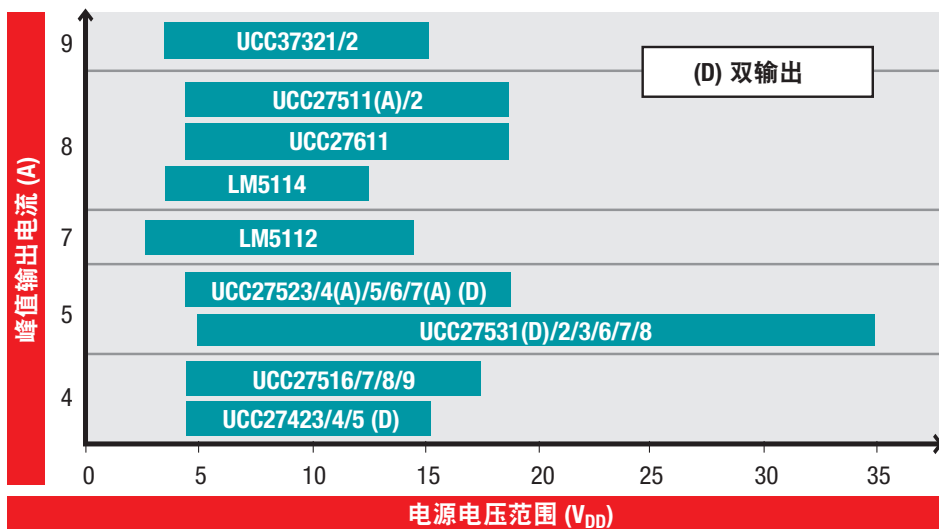 峰值输出电流 (A)
9
UCC37321/2
(D) 双输出
8
UCC27511(A)/2
UCC27611
LM5114
7
LM5112
5
UCC27523/4(A)/5/6/7(A) (D)
UCC27531(D)/2/3/6/7/8
4
UCC27516/7/8/9
UCC27423/4/5 (D)
0 5 10 15 20 25 30 35
电源电压范围 (VDD)